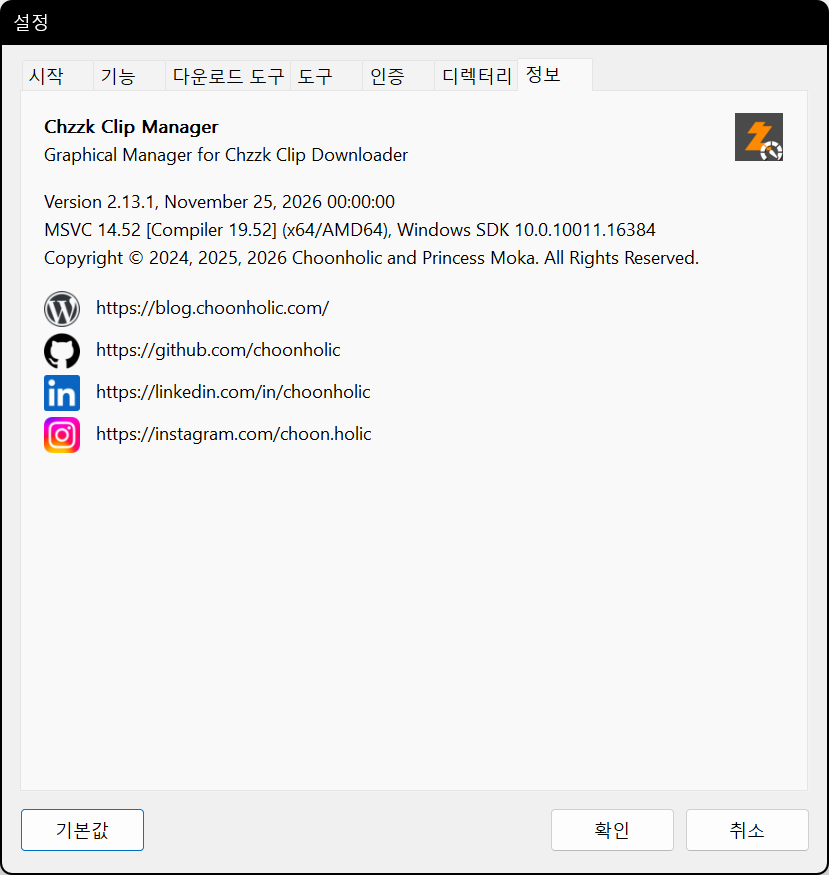 설정
시작 기능 다운로드 도구 도구 인증 디렉터리 정보
Chzzk Clip Manager
Graphical Manager for Chzzk Clip Downloader
Version 2.13.1, November 25, 2026 00:00:00
MSVC 14.52 [Compiler 19.52] (x64/AMD64), Windows SDK 10.0.10011.16384
Copyright © 2024, 2025, 2026 Choonholic and Princess Moka. All Rights Reserved.
https://blog.choonholic.com/
https://github.com/choonholic
https://linkedin.com/in/choonholic
https://instagram.com/choon.holic
기본값 확인 취소